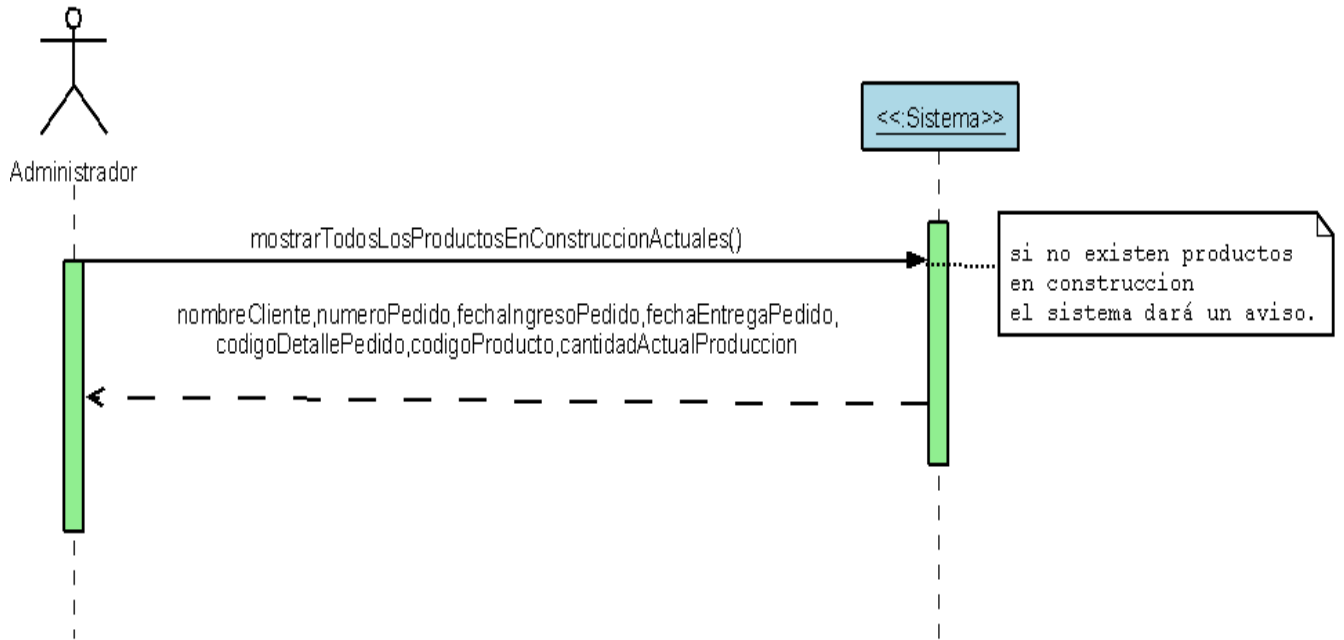 <<:Sistema>>
Administrador
mostrarTodosLosProductosEnConstruccionActuales()
si no existen productos
en construccion
el sistema dará un aviso.
nombreCliente,numeroPedido,fechaIngresoPedido,fechaEntregaPedido,
codigoDetallePedido,codigoProducto,cantidadActualProduccion